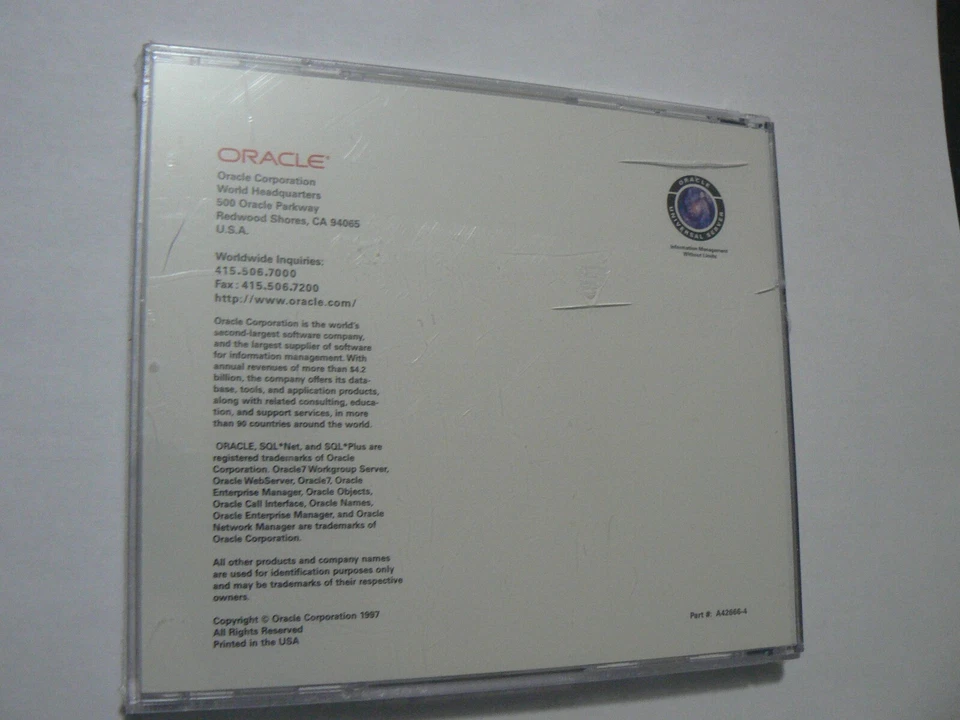 ORACLE®
Oracle Corporation
World Headquarters
500 Oracle Parkway
Redwood Shores, CA 94065
U.S.A.
Worldwide Inquiries:
415.506.7000
Fax: 415.506.7200
http://www.oracle.com/
Oracle Corporation is the world's
second-largest software company,
and the largest supplier of software
for information management. With
annual revenues of more than $4.2
billion, the company offers its data-
base, tools, and application products,
along with related consulting, educa-
tion, and support services, in more
than 90 countries around the world.
ORACLE, SQL*Net, and SQL*Plus are
registered trademarks of Oracle
Corporation. Oracle7 Workgroup Server,
Oracle WebServer, Oracle7, Oracle
Enterprise Manager, Oracle Objects,
Oracle Call Interface, Oracle Names,
Oracle Enterprise Manager, and Oracle
Network Manager are trademarks of
Oracle Corporation.
All other products and company names
are used for identification purposes only
and may be trademarks of their respective
owners.
Copyright © Oracle Corporation 1997
All Rights Reserved
Printed in the USA
ORACLE
UNIVERSAL SERVER
Information Management
Without Limits
Part #: A42666-4